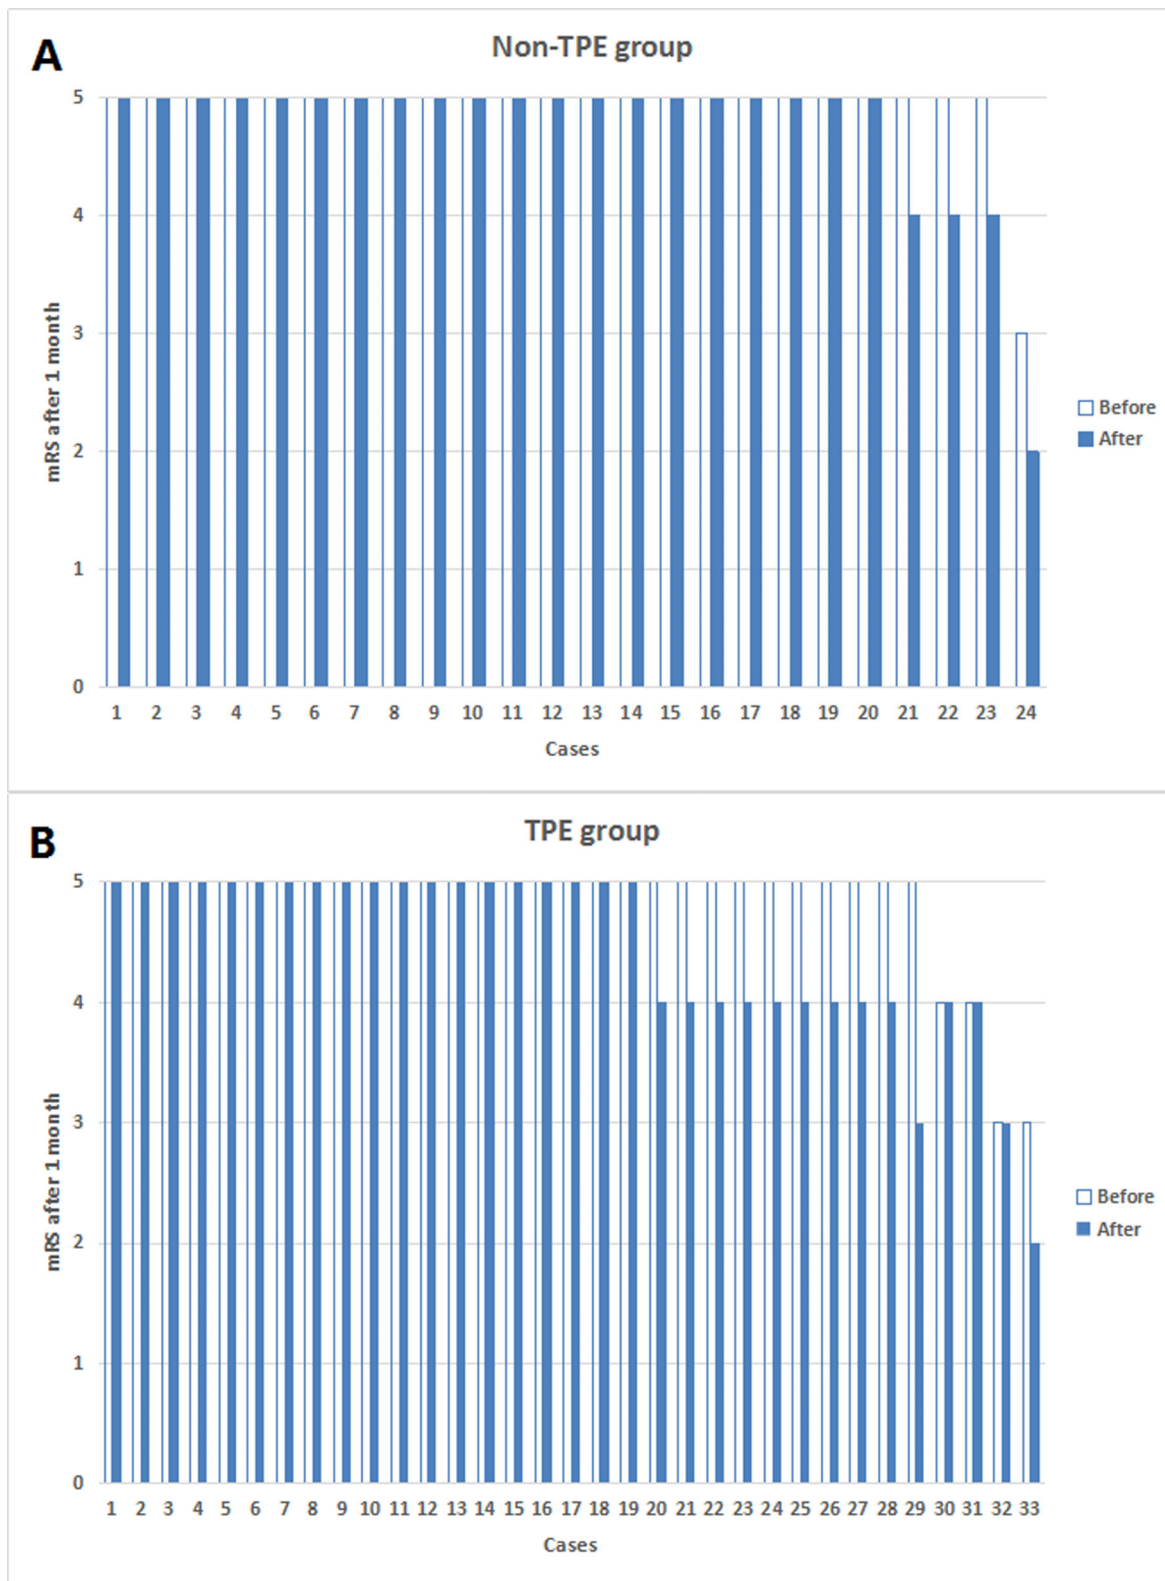 A
Non-TPE group
5
4
3
2
1
0
mRS after 1 month
1 2 3 4 5 6 7 8 9 10 11 12 13 14 15 16 17 18 19 20 21 22 23 24
Cases
Before
After
B
TPE group
5
4
3
2
1
0
mRS after 1 month
1 2 3 4 5 6 7 8 9 10 11 12 13 14 15 16 17 18 19 20 21 22 23 24 25 26 27 28 29 30 31 32 33
Cases
Before
After